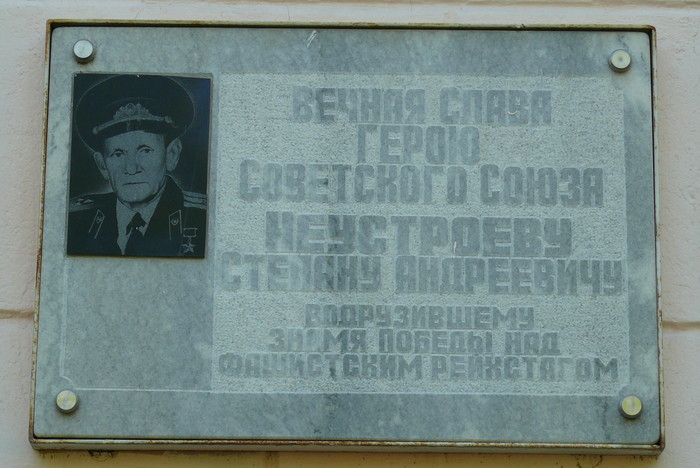 ВЕЧНАЯ СЛАВА
ГЕРОЮ
СОВЕТСКОГО СОЮЗА
НЕУСТРОЕВУ
СТЕПАНУ АНДРЕЕВИЧУ
ВОДРУЗИВШЕМУ
ЗНАМЯ ПОБЕДЫ НАД
ФАШИСТСКИМ РЕЙХСТАГОМ